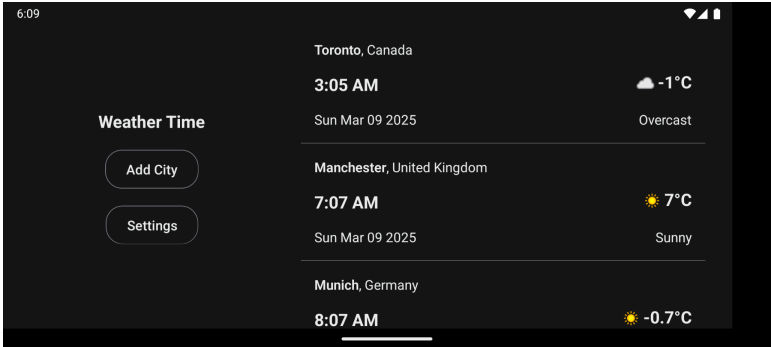 6:09
Weather Time
Add City
Settings
Toronto, Canada
3:05 AM
-1°C
Sun Mar 09 2025
Overcast
Manchester, United Kingdom
7:07 AM
7°C
Sun Mar 09 2025
Sunny
Munich, Germany
8:07 AM
-0.7°C